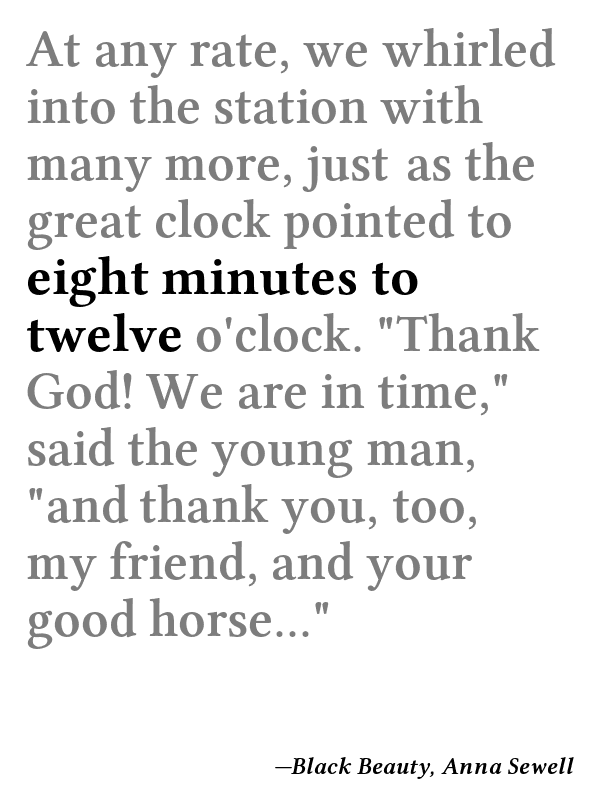 At any rate, we whirled
into the station with
many more, just as the
great clock pointed to
eight minutes to
twelve o'clock. "Thank
God! We are in time,"
said the young man,
"and thank you, too,
my friend, and your
good horse..."
—Black Beauty, Anna Sewell